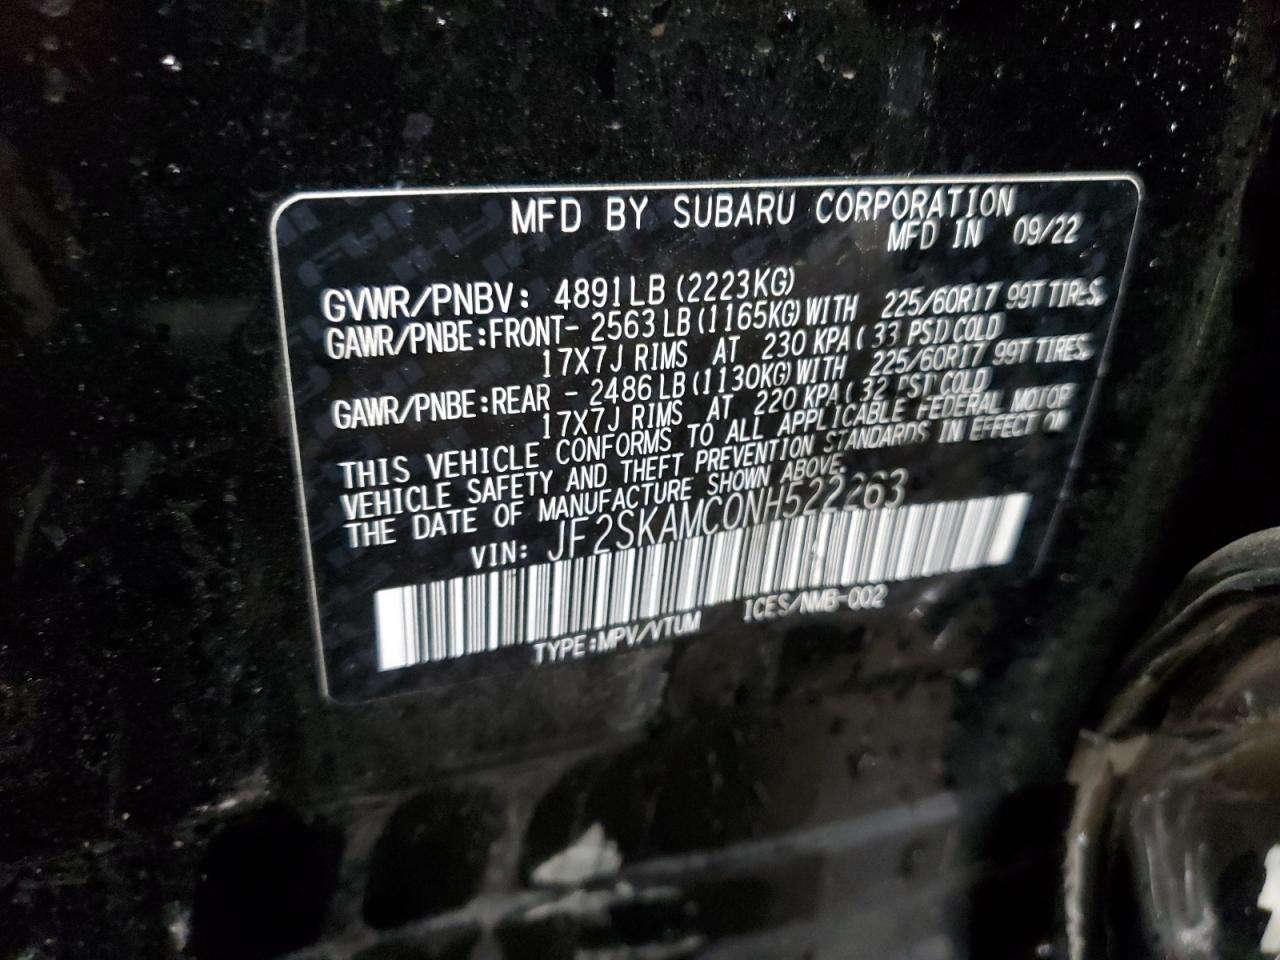 MFD BY SUBARU CORPORATION
MFD IN 09/22
GVWR/PNBV: 4891LB (2223KG)
GAWR/PNBE:FRONT- 2563LB (1165KG) WITH 225/60R17 99T TIRES,
17X7J RIMS AT 230 KPA( 33 PSI)COLD
GAWR/PNBE:REAR - 2486LB (1130KG) WITH 225/60R17 99T TIRES,
17X7J RIMS AT 220 KPA( 32 PSI)COLD
THIS VEHICLE CONFORMS TO ALL APPLICABLE FEDERAL MOTOR
VEHICLE SAFETY AND THEFT PREVENTION STANDARDS IN EFFECT ON
THE DATE OF MANUFACTURE SHOWN ABOVE.
VIN: JF2SKAMC0NH522263
TYPE:MPV/VTUM 1CES/NMB-002